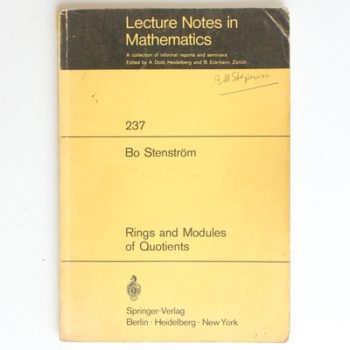 Lecture Notes in
Mathematics
A collection of informal reports and seminars
Edited by A. Dold, Heidelberg and B. Eckmann, Zürich
237
Bo Stenström
Rings and Modules
of Quotients
Springer-Verlag
Berlin · Heidelberg · New York